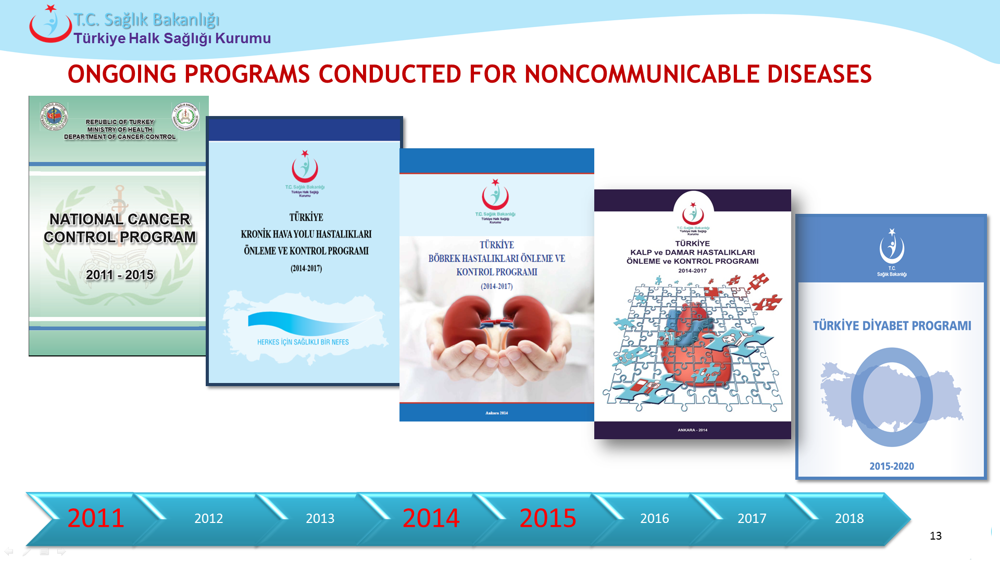 T.C. Sağlık Bakanlığı
Türkiye Halk Sağlığı Kurumu
ONGOING PROGRAMS CONDUCTED FOR NONCOMMUNICABLE DISEASES
REPUBLIC OF TURKEY
MINISTRY OF HEALTH
DEPARTMENT OF CANCER CONTROL
NATIONAL CANCER
CONTROL PROGRAM
2011 - 2015
T.C. Sağlık Bakanlığı
Türkiye Halk Sağlığı
Kurumu
TÜRKİYE
KRONİK HAVA YOLU HASTALIKLARI
ÖNLEME VE KONTROL PROGRAMI
(2014-2017)
HERKES İÇİN SAĞLIKLI BİR NEFES
T.C. Sağlık Bakanlığı
Türkiye Halk Sağlığı
Kurumu
TÜRKİYE
BÖBREK HASTALIKLARI ÖNLEME VE
KONTROL PROGRAMI
(2014-2017)
Ankara 2014
T.C. Sağlık Bakanlığı
Türkiye Halk Sağlığı
Kurumu
TÜRKİYE
KALP ve DAMAR HASTALIKLARI
ÖNLEME ve KONTROL PROGRAMI
2014-2017
ANKARA - 2014
T.C.
Sağlık Bakanlığı
TÜRKİYE DİYABET PROGRAMI
2015-2020
2011
2012
2013
2014
2015
2016
2017
2018
13